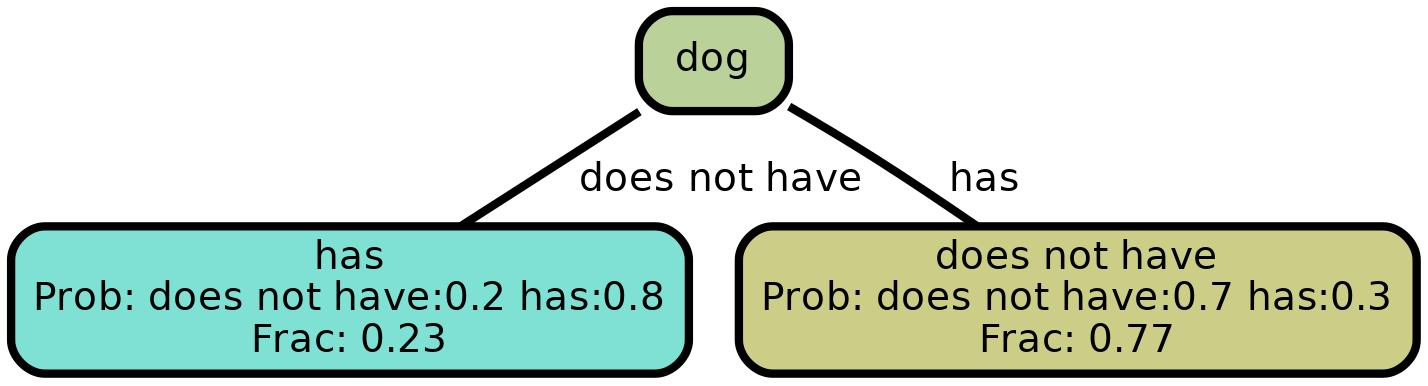 dog
does not have
has
has
Prob: does not have:0.2 has:0.8
Frac: 0.23
does not have
Prob: does not have:0.7 has:0.3
Frac: 0.77